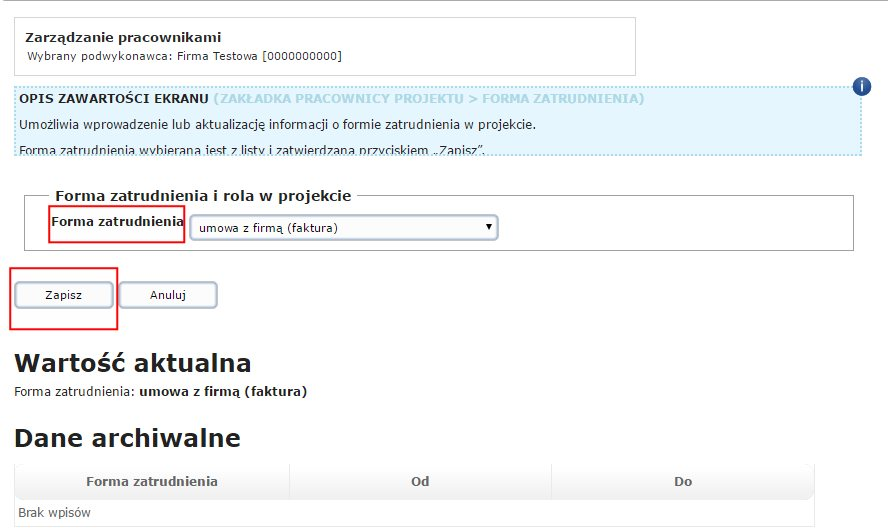 Zarządzanie pracownikami
Wybrany podwykonawca: Firma Testowa [0000000000]
OPIS ZAWARTOŚCI EKRANU (ZAKŁADKA PRACOWNICY PROJEKTU > FORMA ZATRUDNIENIA)
Umożliwia wprowadzenie lub aktualizację informacji o formie zatrudnienia w projekcie.
Forma zatrudnienia wybierana jest z listy i zatwierdzana przyciskiem „Zapisz”.
Forma zatrudnienia i rola w projekcie
Forma zatrudnienia umowa z firmą (faktura)
Zapisz Anuluj
Wartość aktualna
Forma zatrudnienia: umowa z firmą (faktura)
Dane archiwalne
Forma zatrudnienia Od Do
Brak wpisów